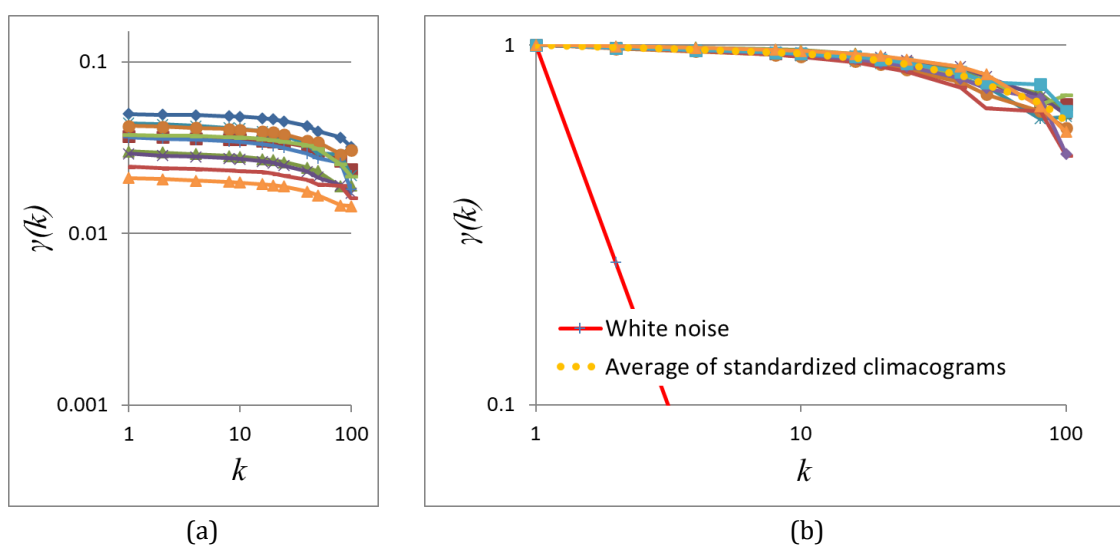 0.1
0.01
0.001
γ(k)
1
10
100
k
(a)
1
0.1
γ(k)
White noise
Average of standardized climacograms
1
10
100
k
(b)